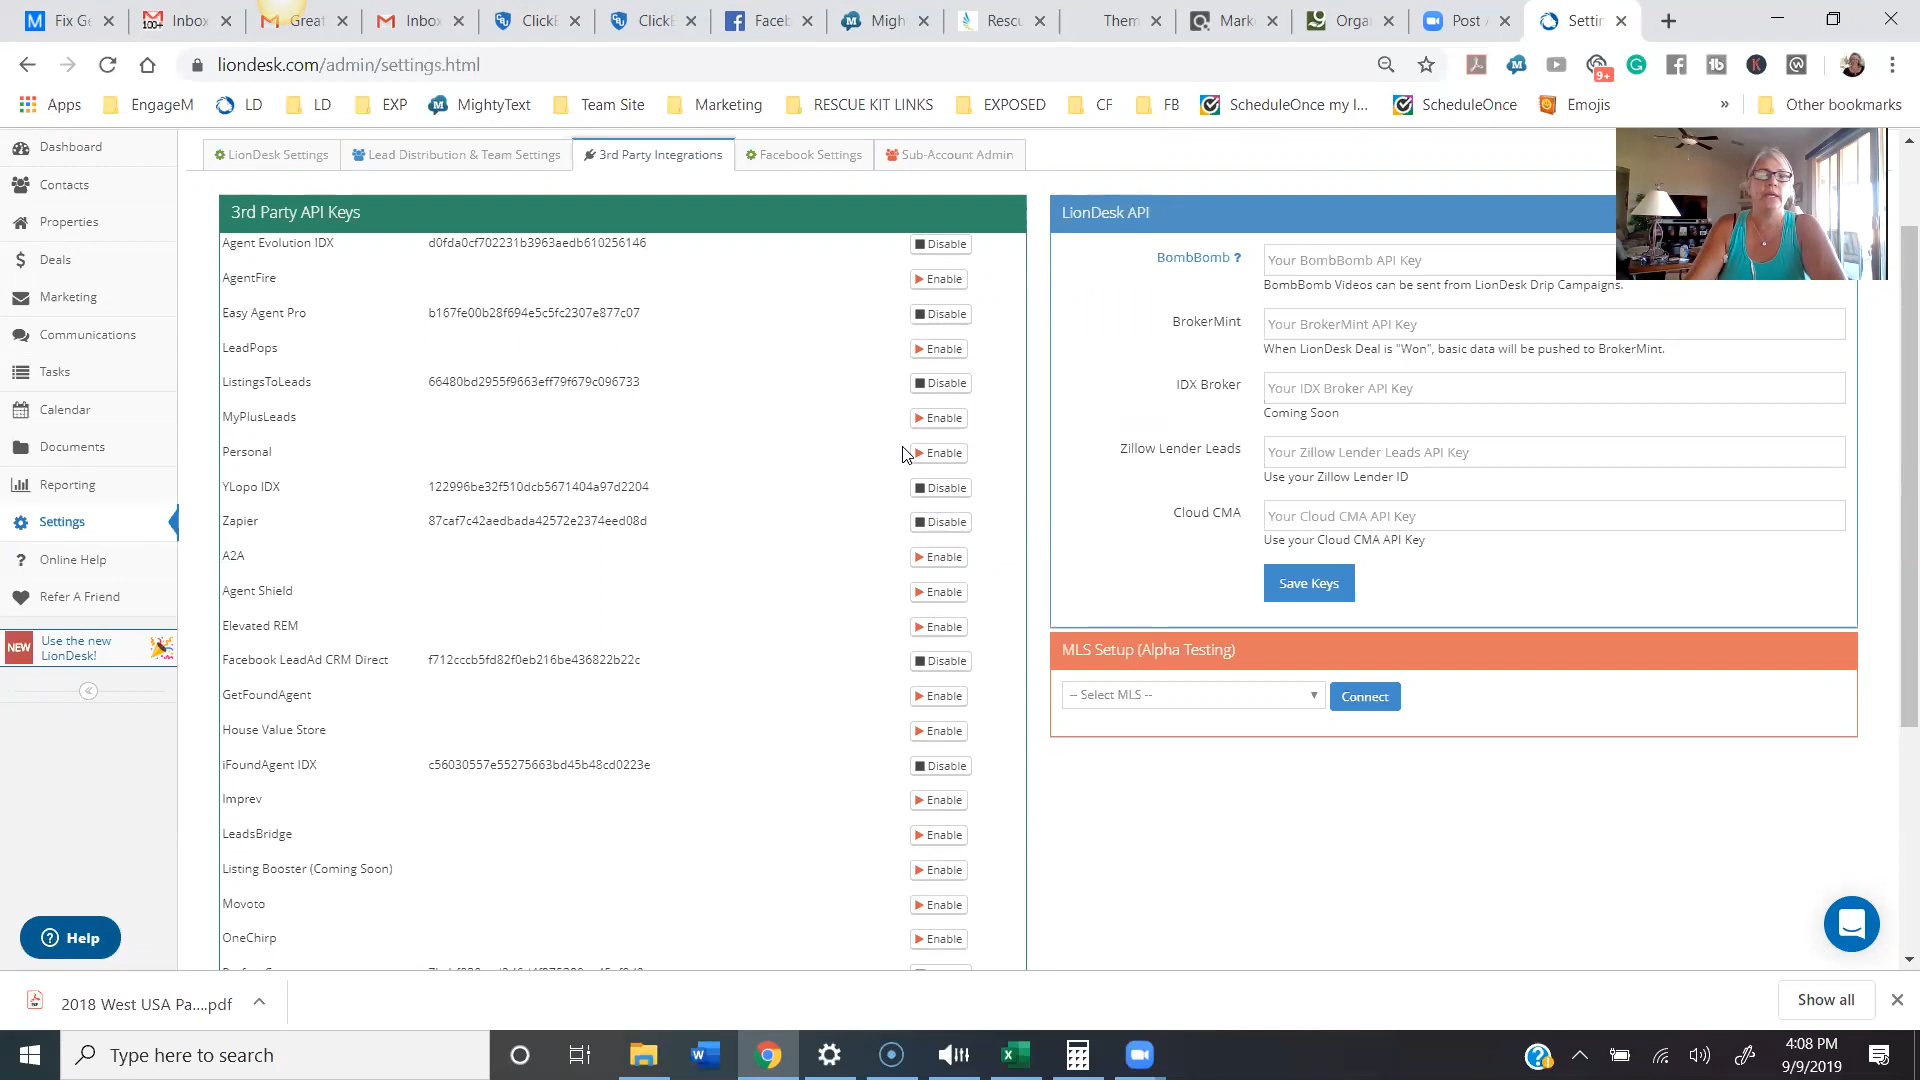 Fix Ge
100+ Inbox
Great
Inbox
ClickE
ClickE
Faceb
Migh
Rescu
Them
Mark
Orga
Post
Settin
liondesk.com/admin/settings.html
9+
Apps
EngageM
LD
LD
EXP
MightyText
Team Site
Marketing
RESCUE KIT LINKS
EXPOSED
CF
FB
ScheduleOnce my l...
ScheduleOnce
Emojis
»
Other bookmarks
Dashboard
Contacts
Properties
Deals
Marketing
Communications
Tasks
Calendar
Documents
Reporting
Settings
Online Help
Refer A Friend
NEW Use the new
LionDesk!
Help
LionDesk Settings
Lead Distribution & Team Settings
3rd Party Integrations
Facebook Settings
Sub-Account Admin
3rd Party API Keys
Agent Evolution IDX d0fda0cf702231b3963aedb610256146 Disable
AgentFire Enable
Easy Agent Pro b167fe00b28f694e5c5fc2307e877c07 Disable
LeadPops Enable
ListingsToLeads 66480bd2955f9663eff79f679c096733 Disable
MyPlusLeads Enable
Personal Enable
YLopo IDX 122996be32f510dcb5671404a97d2204 Disable
Zapier 87caf7c42aedbada42572e2374eed08d Disable
A2A Enable
Agent Shield Enable
Elevated REM Enable
Facebook LeadAd CRM Direct f712cccb5fd82f0eb216be436822b22c Disable
GetFoundAgent Enable
House Value Store Enable
iFoundAgent IDX c56030557e55275663bd45b48cd0223e Disable
Imprev Enable
LeadsBridge Enable
Listing Booster (Coming Soon) Enable
Movoto Enable
OneChirp Enable
LionDesk API
BombBomb ? Your BombBomb API Key
BombBomb Videos can be sent from LionDesk Drip Campaigns.
BrokerMint Your BrokerMint API Key
When LionDesk Deal is "Won", basic data will be pushed to BrokerMint.
IDX Broker Your IDX Broker API Key
Coming Soon
Zillow Lender Leads Your Zillow Lender Leads API Key
Use your Zillow Lender ID
Cloud CMA Your Cloud CMA API Key
Use your Cloud CMA API Key
Save Keys
MLS Setup (Alpha Testing)
-- Select MLS --
Connect
2018 West USA Pa....pdf
Show all
Type here to search
4:08 PM
9/9/2019